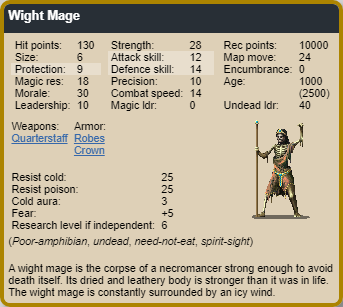 Wight Mage
Hit points: 130 Strength: 28 Rec points: 10000
Size: 6 Attack skill: 12 Map move: 24
Protection: 9 Defence skill: 14 Encumbrance: 0
Magic res: 18 Precision: 10 Age: 1000
Morale: 30 Combat speed: 14 (2500)
Leadership: 10 Magic ldr: 0 Undead ldr: 40
Weapons: Armor:
Quarterstaff Robes
Crown
Resist cold: 25
Resist poison: 25
Cold aura: 3
Fear: +5
Research level if independent: 6
(Poor-amphibian, undead, need-not-eat, spirit-sight)
A wight mage is the corpse of a necromancer strong enough to avoid
death itself. Its dried and leathery body is stronger than it was in life.
The wight mage is constantly surrounded by an icy wind.